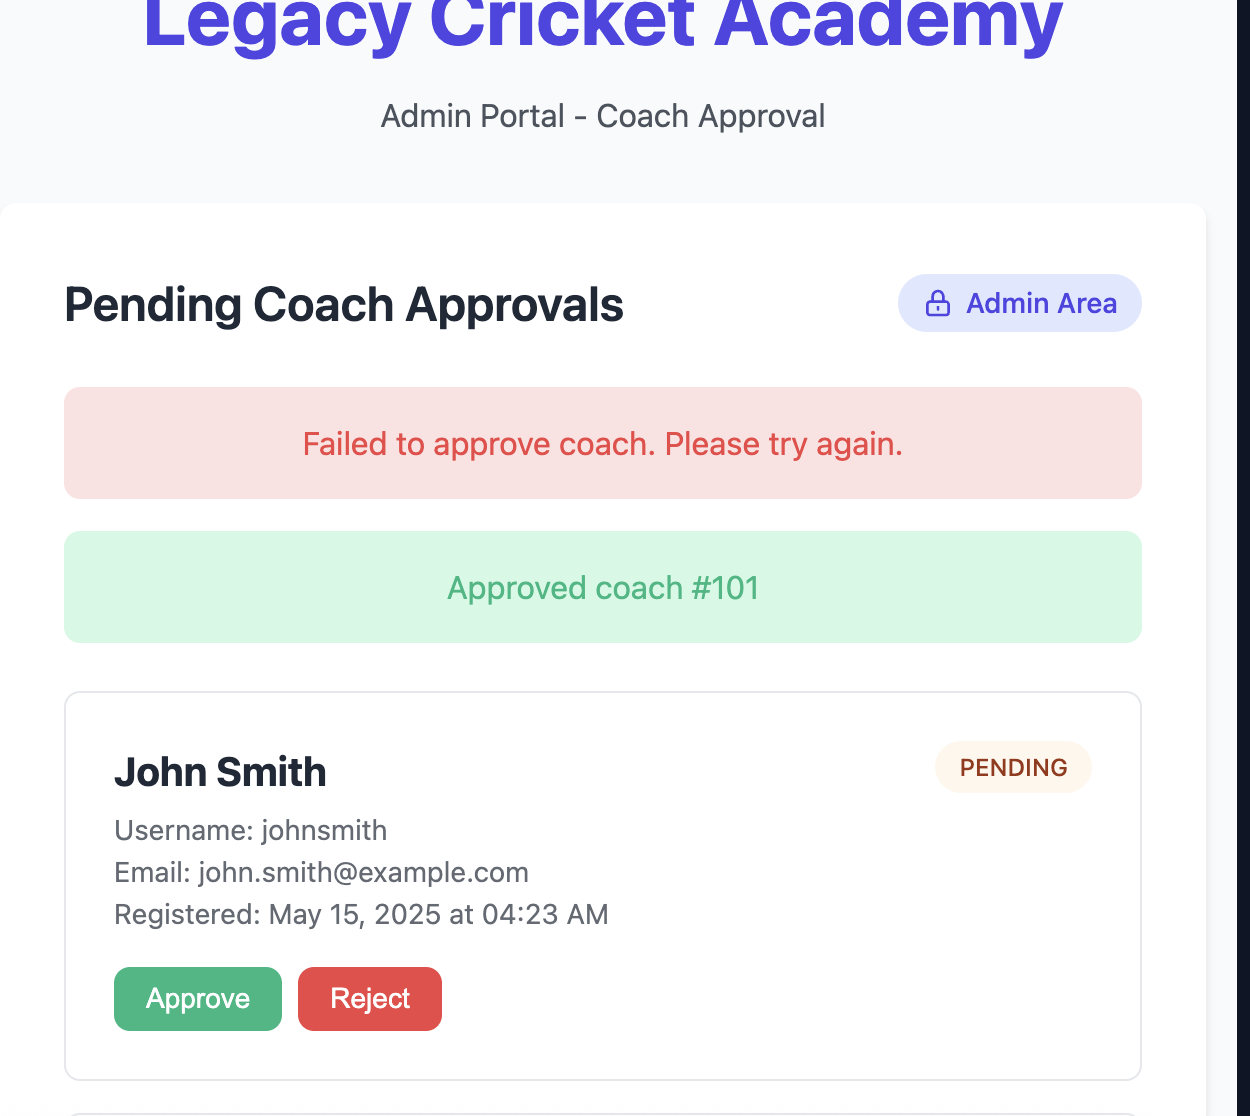 Legacy Cricket Academy
Admin Portal - Coach Approval
Pending Coach Approvals
Admin Area
Failed to approve coach. Please try again.
Approved coach #101
John Smith
PENDING
Username: johnsmith
Email: john.smith@example.com
Registered: May 15, 2025 at 04:23 AM
Approve
Reject